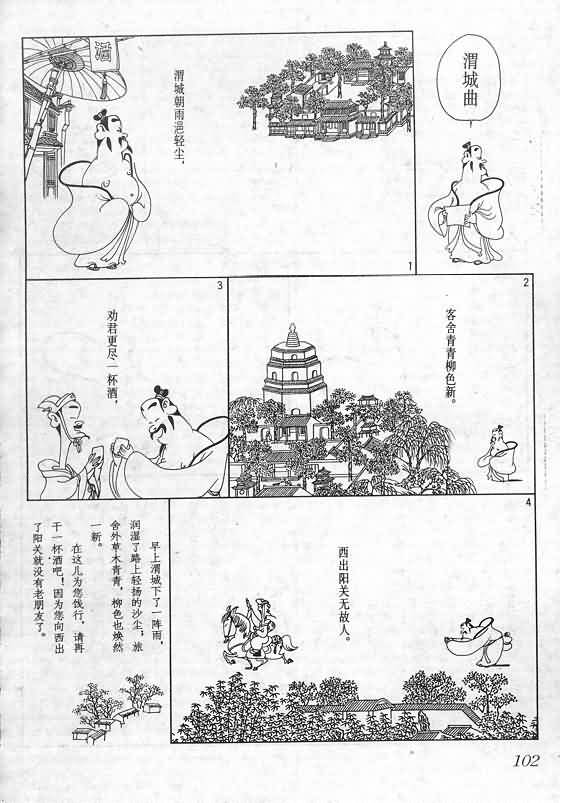 渭城曲
渭城朝雨浥轻尘，
1
酒
客舍青青柳色新。
2
劝君更尽一杯酒，
3
西出阳关无故人。
4
早上渭城下了一阵雨，
润湿了路上轻扬的沙尘；旅
舍外草木青青，柳色也焕然
一新。
在这儿为您饯行，请再
干一杯酒吧！因为您向西出
了阳关就没有老朋友了。
102